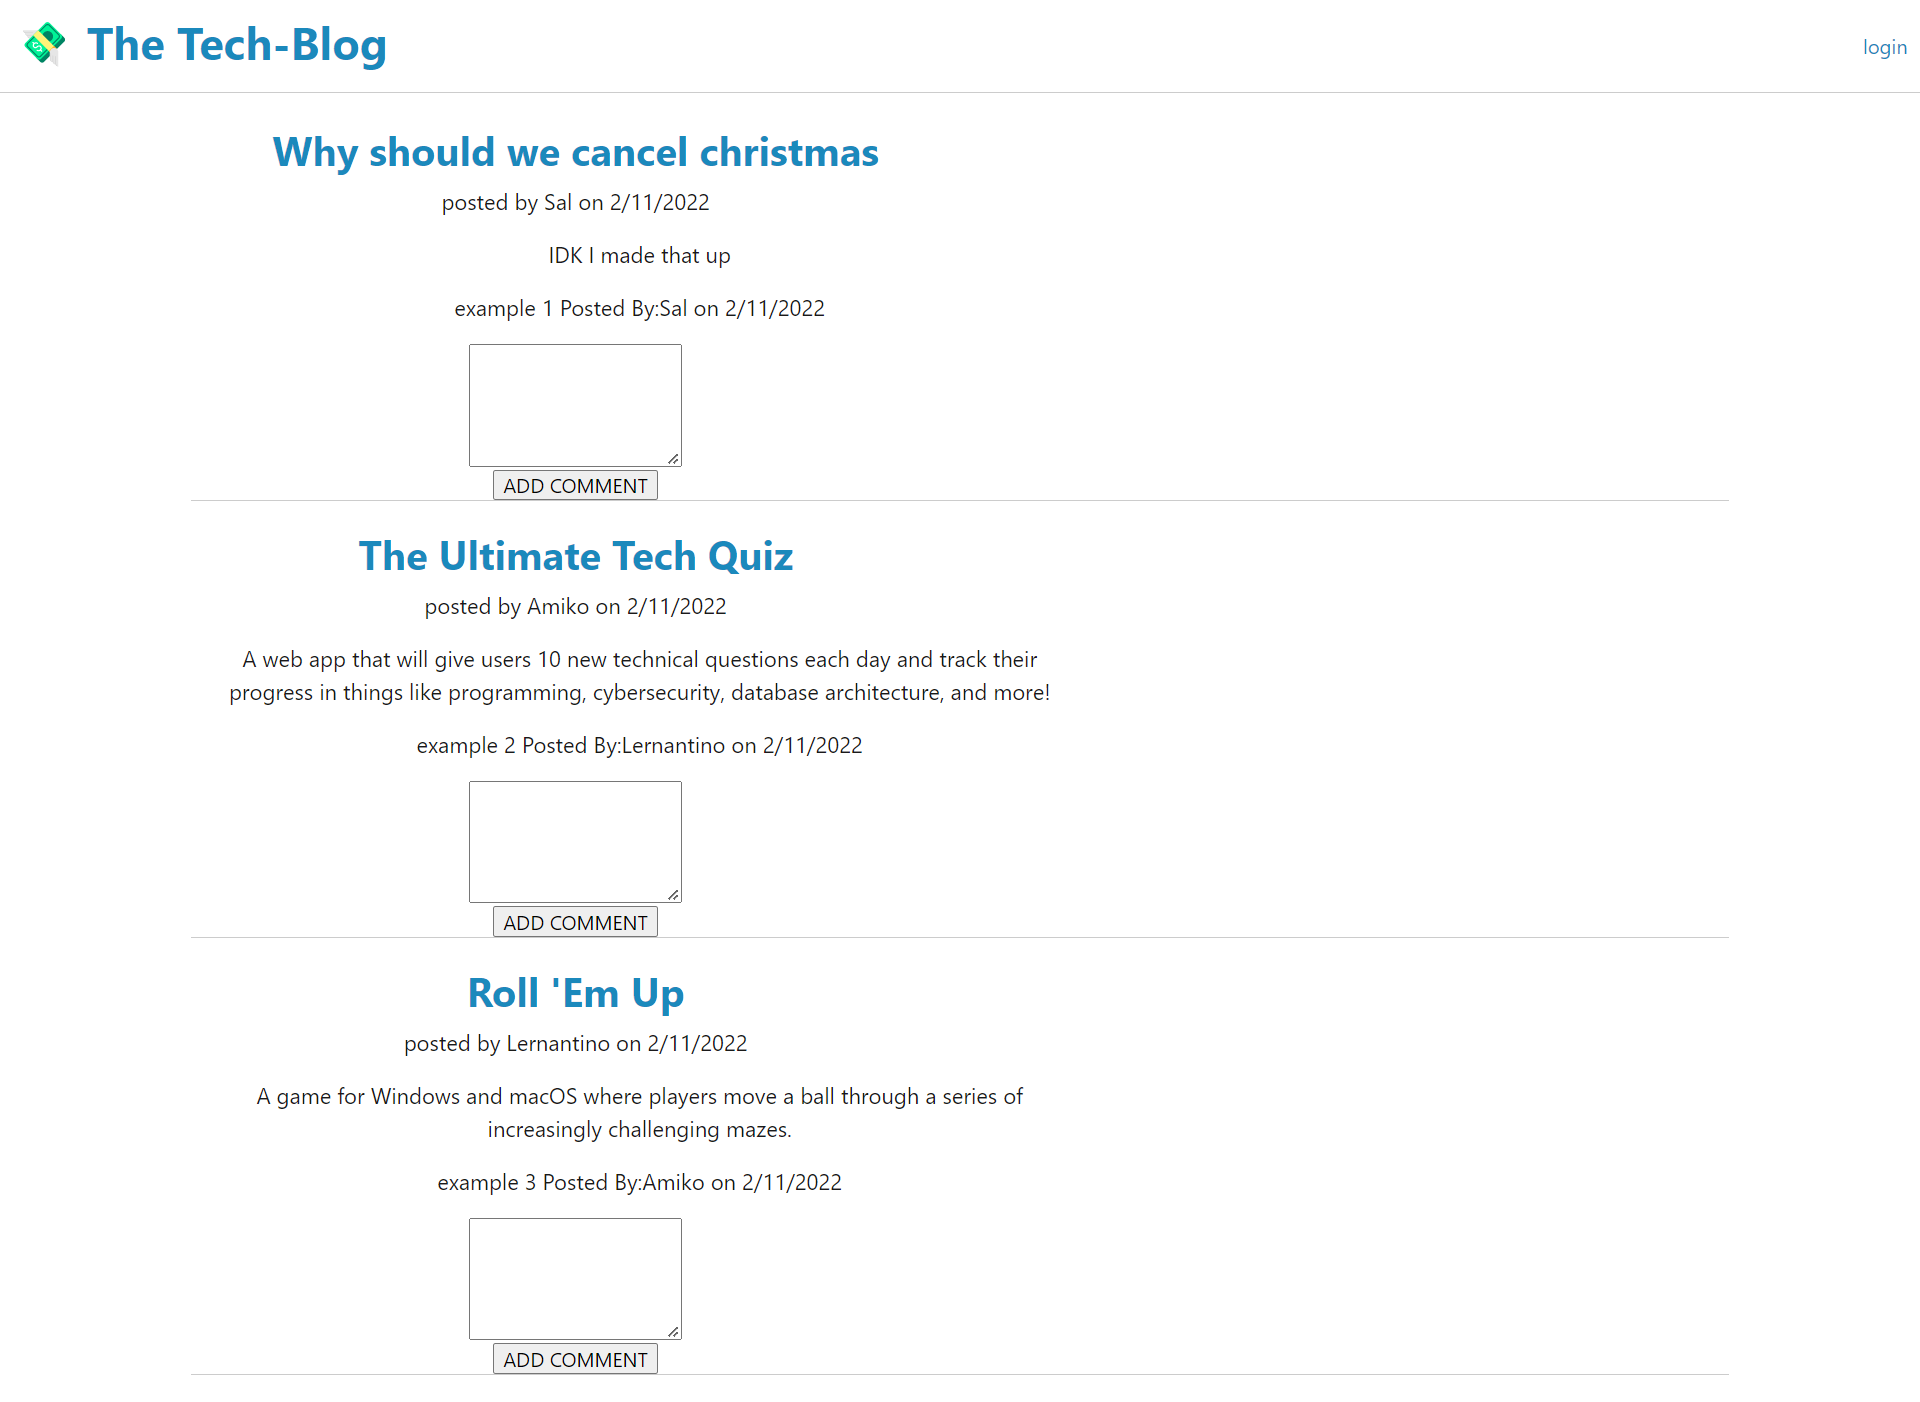 The Tech-Blog
login
Why should we cancel christmas
posted by Sal on 2/11/2022
IDK I made that up
example 1 Posted By:Sal on 2/11/2022
ADD COMMENT
The Ultimate Tech Quiz
posted by Amiko on 2/11/2022
A web app that will give users 10 new technical questions each day and track their
progress in things like programming, cybersecurity, database architecture, and more!
example 2 Posted By:Lernantino on 2/11/2022
ADD COMMENT
Roll 'Em Up
posted by Lernantino on 2/11/2022
A game for Windows and macOS where players move a ball through a series of
increasingly challenging mazes.
example 3 Posted By:Amiko on 2/11/2022
ADD COMMENT